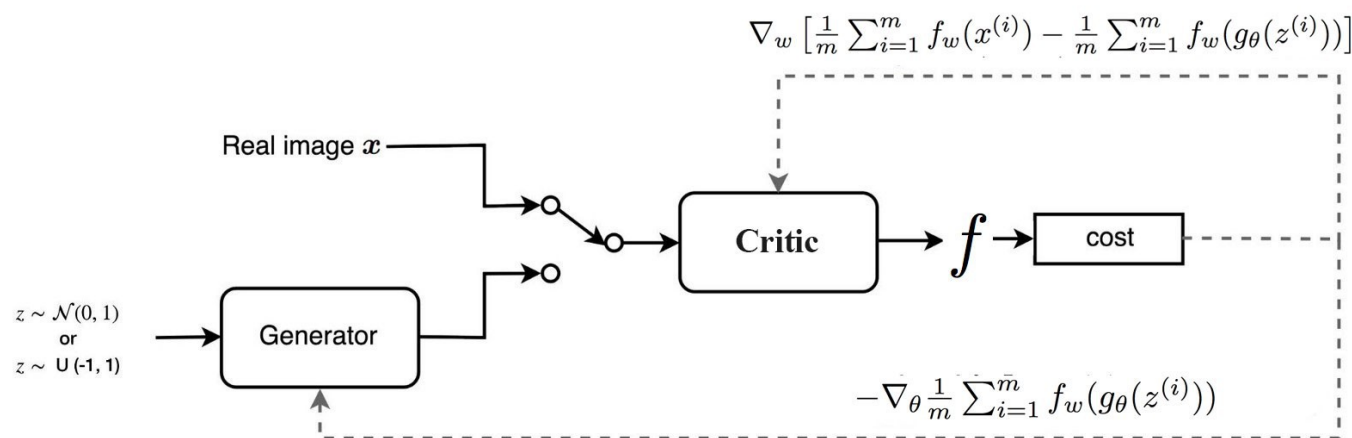 ∇_w [1/m ∑_{i=1}^m f_w(x^{(i)}) − 1/m ∑_{i=1}^m f_w(g_θ(z^{(i)}))]
Real image x
Critic
f
cost
z ∼ 𝒩(0, 1)
or
z ∼ U (-1, 1)
Generator
−∇_θ 1/m ∑_{i=1}^m f_w(g_θ(z^{(i)}))